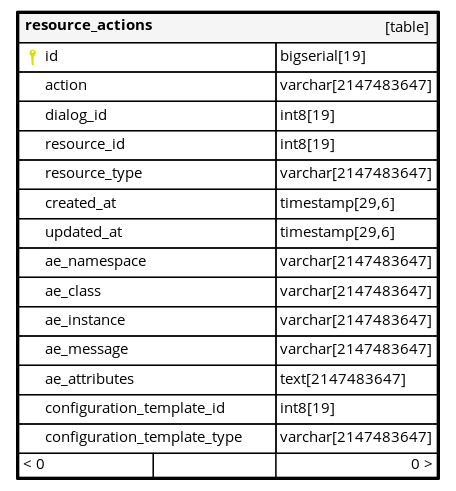 resource_actions [table]
id bigserial[19]
action varchar[2147483647]
dialog_id int8[19]
resource_id int8[19]
resource_type varchar[2147483647]
created_at timestamp[29,6]
updated_at timestamp[29,6]
ae_namespace varchar[2147483647]
ae_class varchar[2147483647]
ae_instance varchar[2147483647]
ae_message varchar[2147483647]
ae_attributes text[2147483647]
configuration_template_id int8[19]
configuration_template_type varchar[2147483647]
< 0 0 >